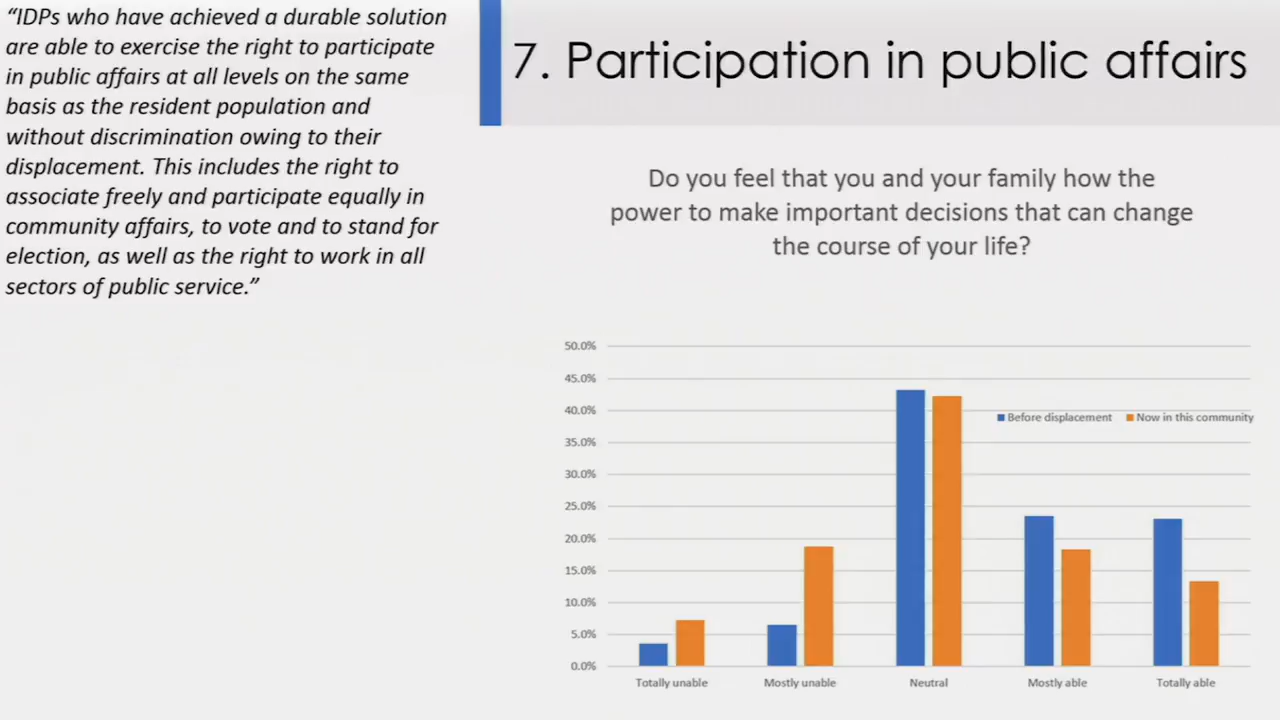 “IDPs who have achieved a durable solution
are able to exercise the right to participate
in public affairs at all levels on the same
basis as the resident population and
without discrimination owing to their
displacement. This includes the right to
associate freely and participate equally in
community affairs, to vote and to stand for
election, as well as the right to work in all
sectors of public service.”
7. Participation in public affairs
Do you feel that you and your family how the
power to make important decisions that can change
the course of your life?
50.0%
45.0%
40.0%
35.0%
30.0%
25.0%
20.0%
15.0%
10.0%
5.0%
0.0%
Before displacement Now in this community
Totally unable Mostly unable Neutral Mostly able Totally able